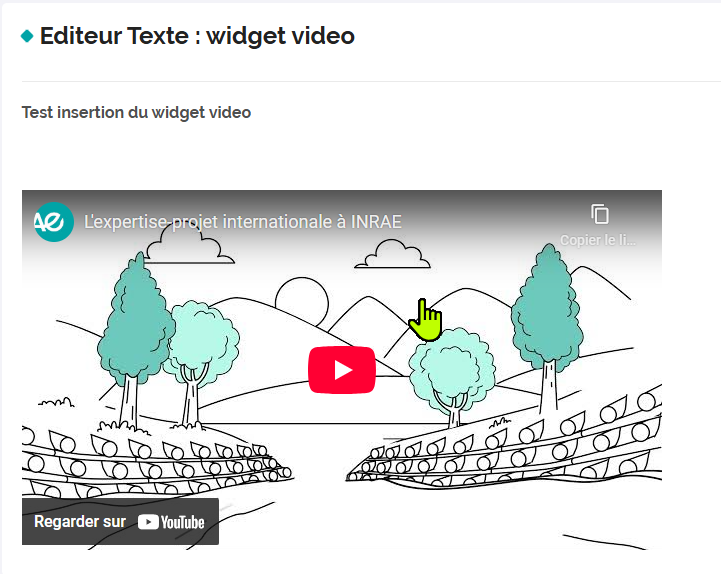 Editeur Texte : widget video
Test insertion du widget video
L'expertise projet internationale à INRAE
Copier le li...
Regarder sur YouTube